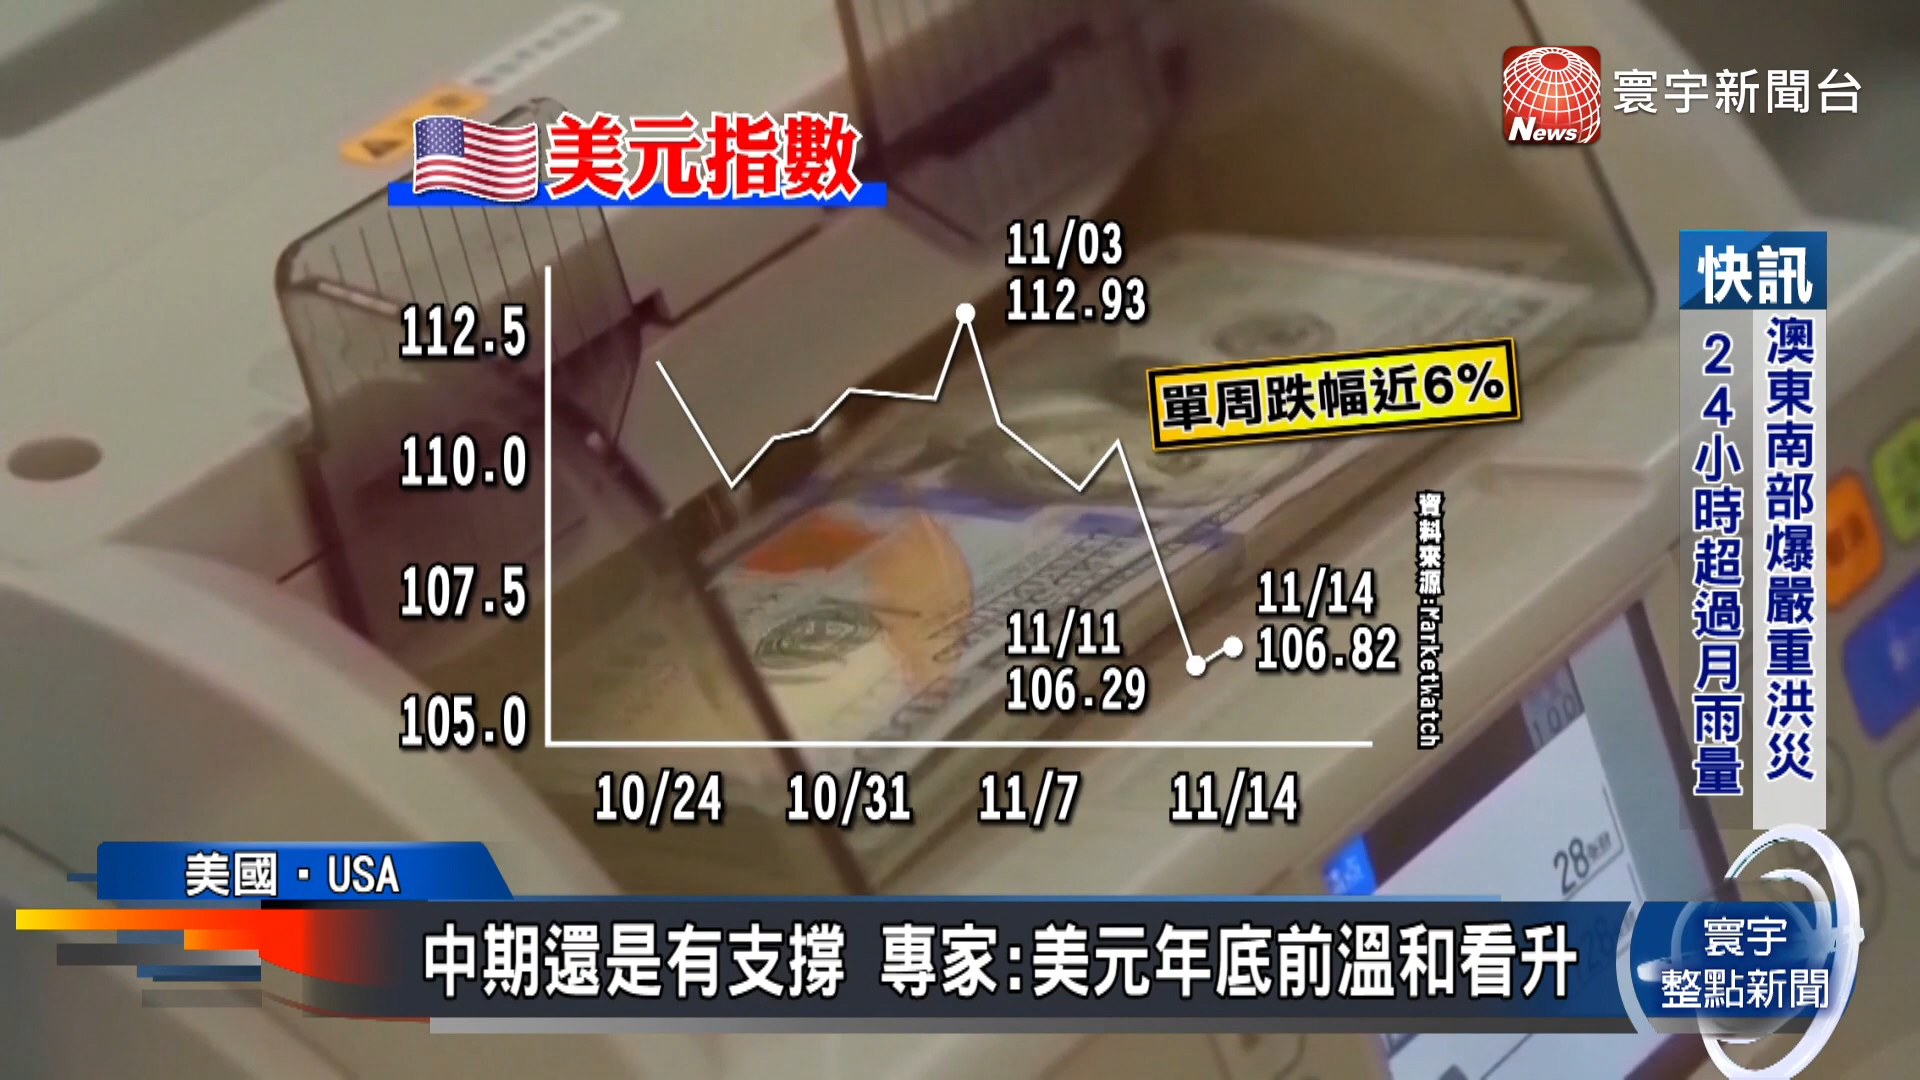 News 寰宇新聞台
美元指數
11/03
112.93
112.5
110.0
107.5
105.0
單周跌幅近6%
11/11
106.29
11/14
106.82
資料來源:MarketWatch
10/24 10/31 11/7 11/14
快訊
澳東南部爆嚴重洪災
24小時超過月雨量
100
28
美國·USA
中期還是有支撐 專家:美元年底前溫和看升
寰宇
整點新聞